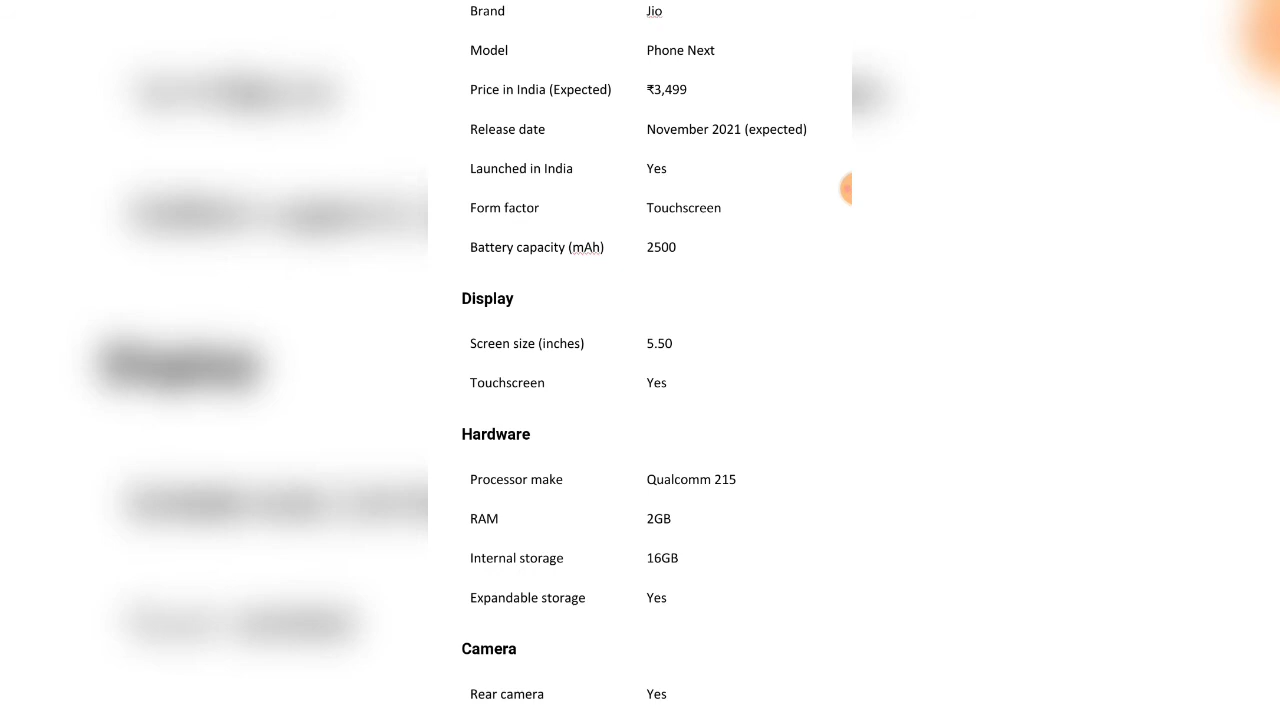 Brand Jio
Model Phone Next
Price in India (Expected) ₹3,499
Release date November 2021 (expected)
Launched in India Yes
Form factor Touchscreen
Battery capacity (mAh) 2500
Display
Screen size (inches) 5.50
Touchscreen Yes
Hardware
Processor make Qualcomm 215
RAM 2GB
Internal storage 16GB
Expandable storage Yes
Camera
Rear camera Yes